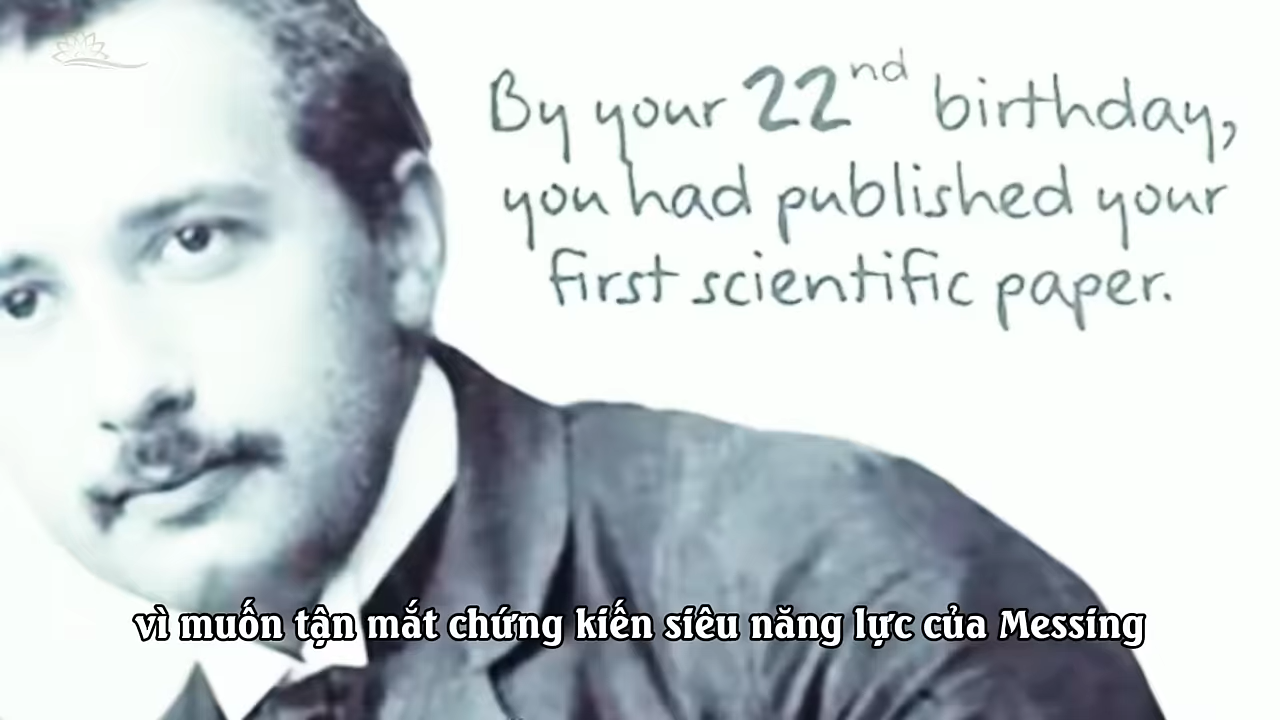 By your 22nd birthday,
you had published your
first scientific paper.
vì muốn tận mắt chứng kiến siêu năng lực của Messing